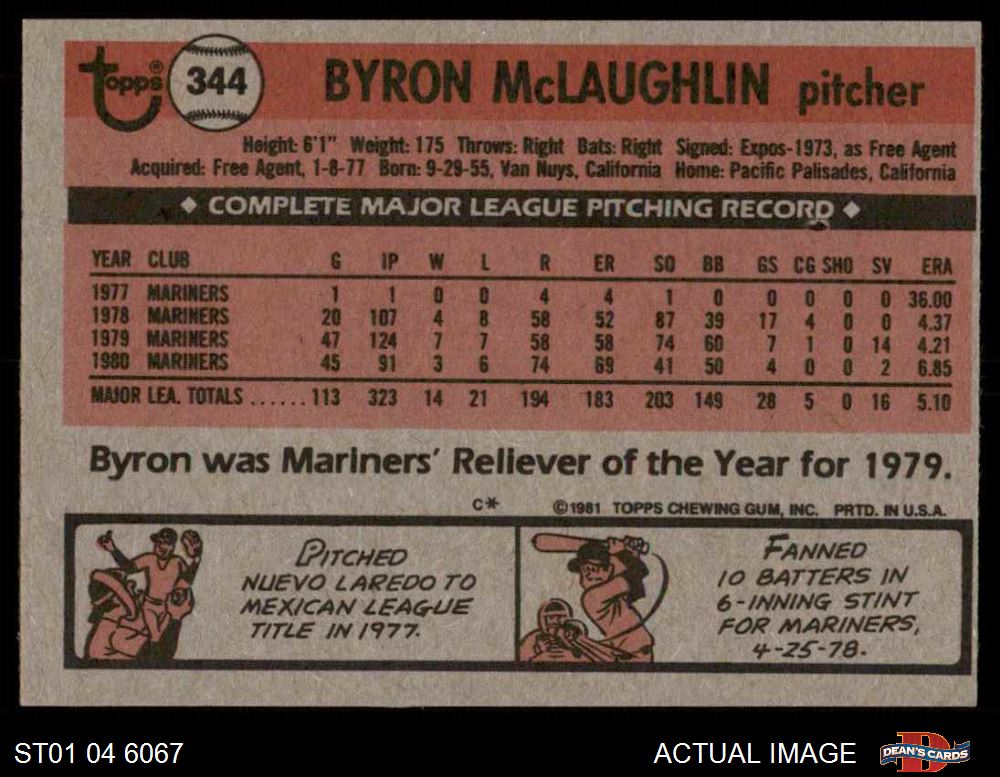 Topps® 344 BYRON McLAUGHLIN pitcher
Height: 6'1" Weight: 175 Throws: Right Bats: Right Signed: Expos-1973, as Free Agent
Acquired: Free Agent, 1-8-77 Born: 9-29-55, Van Nuys, California Home: Pacific Palisades, California
◆ COMPLETE MAJOR LEAGUE PITCHING RECORD ◆
YEAR CLUB G IP W L R ER SO BB GS CG SHO SV ERA
1977 MARINERS 1 1 0 0 4 4 1 0 0 0 0 0 36.00
1978 MARINERS 20 107 4 8 58 52 87 39 17 4 0 0 4.37
1979 MARINERS 47 124 7 7 58 58 74 60 7 1 0 14 4.21
1980 MARINERS 45 91 3 6 74 69 41 50 4 0 0 2 6.85
MAJOR LEA. TOTALS ...... 113 323 14 21 194 183 203 149 28 5 0 16 5.10
Byron was Mariners' Reliever of the Year for 1979.
C* ©1981 TOPPS CHEWING GUM, INC. PRTD. IN U.S.A.
PITCHED
NUEVO LAREDO TO
MEXICAN LEAGUE
TITLE IN 1977.
FANNED
10 BATTERS IN
6-INNING STINT
FOR MARINERS,
4-25-78.
ST01 04 6067 ACTUAL IMAGE D DEAN'S CARDS